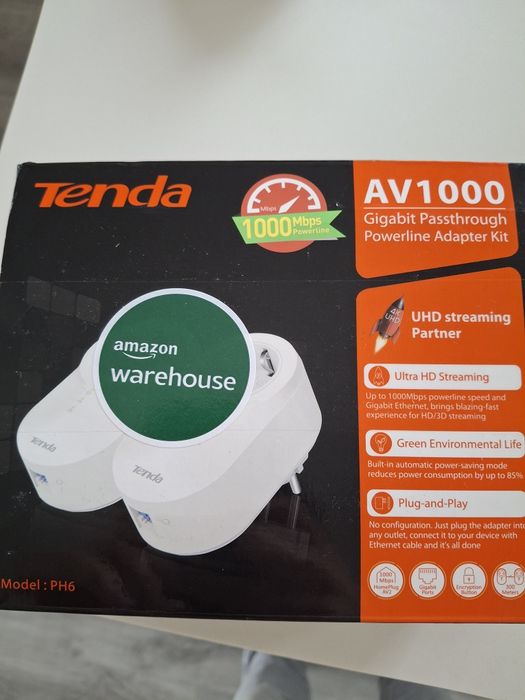 Tenda
Mbps
1000Mbps
Powerline
AV1000
Gigabit Passthrough
Powerline Adapter Kit
4K
UHD
UHD streaming
Partner
amazon
warehouse
Ultra HD Streaming
Up to 1000Mbps powerline speed and
Gigabit Ethernet, brings blazing-fast
experience for HD/3D streaming
Green Environmental Life
Built-in automatic power-saving mode
reduces power consumption by up to 85%
Plug-and-Play
No configuration. Just plug the adapter into
any outlet, connect it to your device with
Ethernet cable and it's all done
Tenda
Tenda
1000
Mbps
HomePlug
AV2
Gigabit
Ports
Encryption
Button
300
Meters
Model : PH6